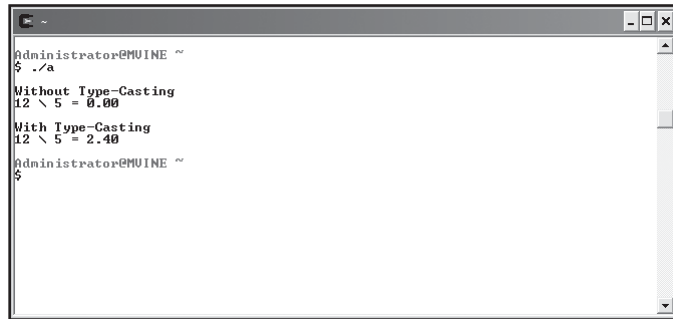 ~
Administrator@MVINE ~
$ ./a
Without Type-Casting
12 \ 5 = 0.00
With Type-Casting
12 \ 5 = 2.40
Administrator@MVINE ~
$